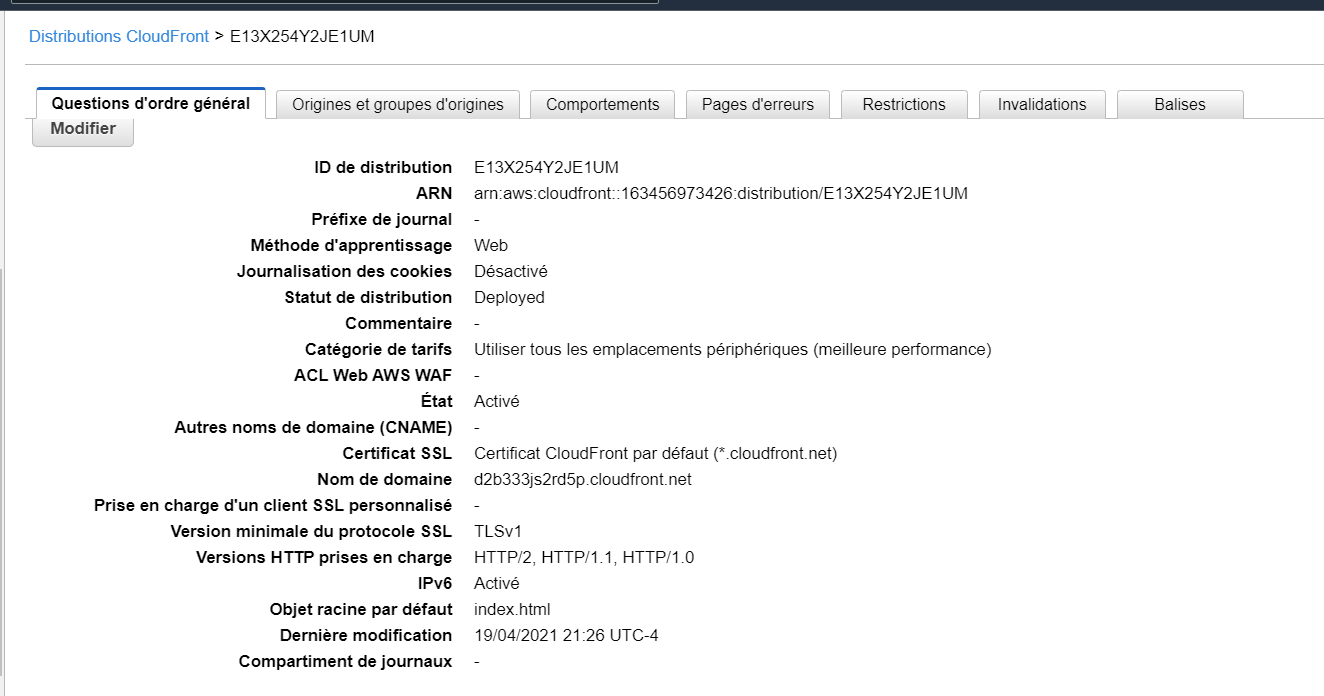 Distributions CloudFront > E13X254Y2JE1UM
Questions d'ordre général Origines et groupes d'origines Comportements Pages d'erreurs Restrictions Invalidations Balises
Modifier
ID de distribution E13X254Y2JE1UM
ARN arn:aws:cloudfront::163456973426:distribution/E13X254Y2JE1UM
Préfixe de journal -
Méthode d'apprentissage Web
Journalisation des cookies Désactivé
Statut de distribution Deployed
Commentaire -
Catégorie de tarifs Utiliser tous les emplacements périphériques (meilleure performance)
ACL Web AWS WAF -
État Activé
Autres noms de domaine (CNAME) -
Certificat SSL Certificat CloudFront par défaut (*.cloudfront.net)
Nom de domaine d2b333js2rd5p.cloudfront.net
Prise en charge d'un client SSL personnalisé -
Version minimale du protocole SSL TLSv1
Versions HTTP prises en charge HTTP/2, HTTP/1.1, HTTP/1.0
IPv6 Activé
Objet racine par défaut index.html
Dernière modification 19/04/2021 21:26 UTC-4
Compartiment de journaux -